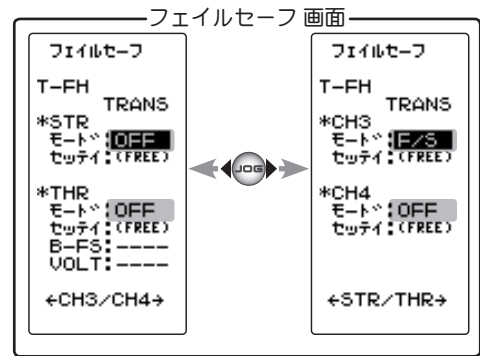 フェイルセーフ 画面
フェイルセーフ
T-FH
TRANS
*STR
モード:OFF
セッテイ:(FREE)
*THR
モード:OFF
セッテイ:(FREE)
B-FS:----
VOLT:----
←CH3/CH4→
JOG
フェイルセーフ
T-FH
TRANS
*CH3
モード:F/S
セッテイ:(FREE)
*CH4
モード:OFF
セッテイ:(FREE)
←STR/THR→